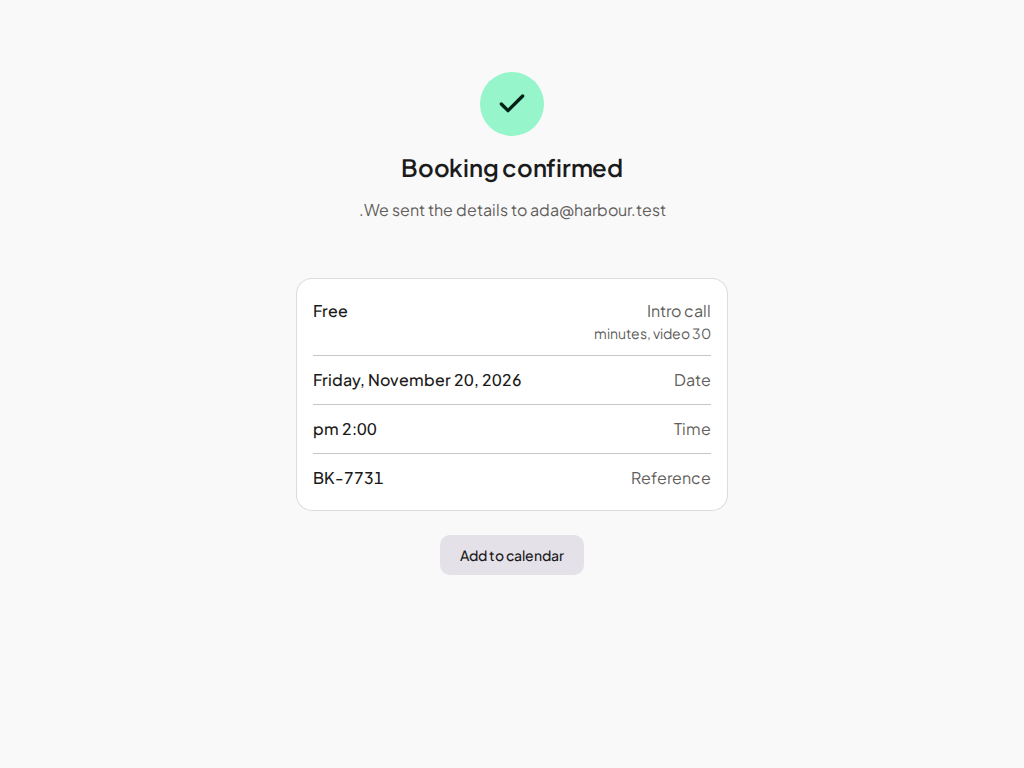 Booking confirmed
.We sent the details to ada@harbour.test
Intro call
minutes, video 30
Free
Date
Friday, November 20, 2026
Time
pm 2:00
Reference
BK-7731
Add to calendar